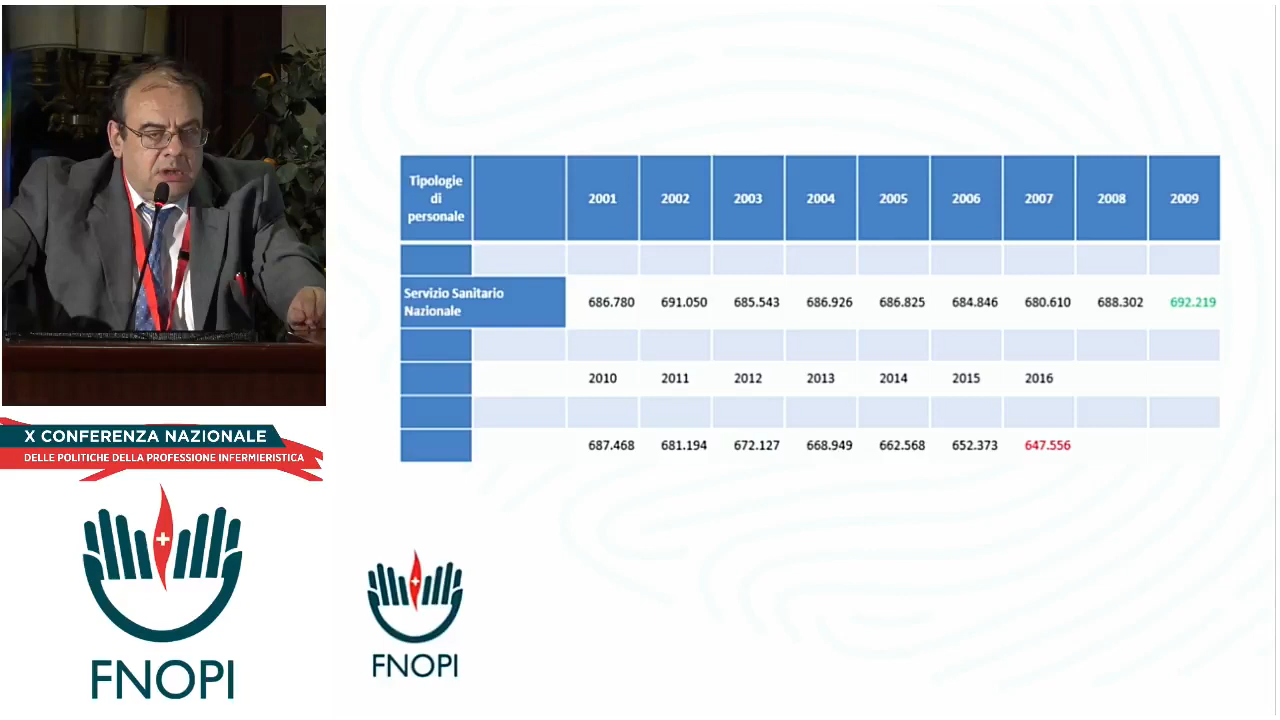 X CONFERENZA NAZIONALE
DELLE POLITICHE DELLA PROFESSIONE INFERMIERISTICA
FNOPI
Tipologie
di
personale
2001 2002 2003 2004 2005 2006 2007 2008 2009
Servizio Sanitario
Nazionale
686.780 691.050 685.543 686.926 686.825 684.846 680.610 688.302 692.219
2010 2011 2012 2013 2014 2015 2016
687.468 681.194 672.127 668.949 662.568 652.373 647.556
FNOPI